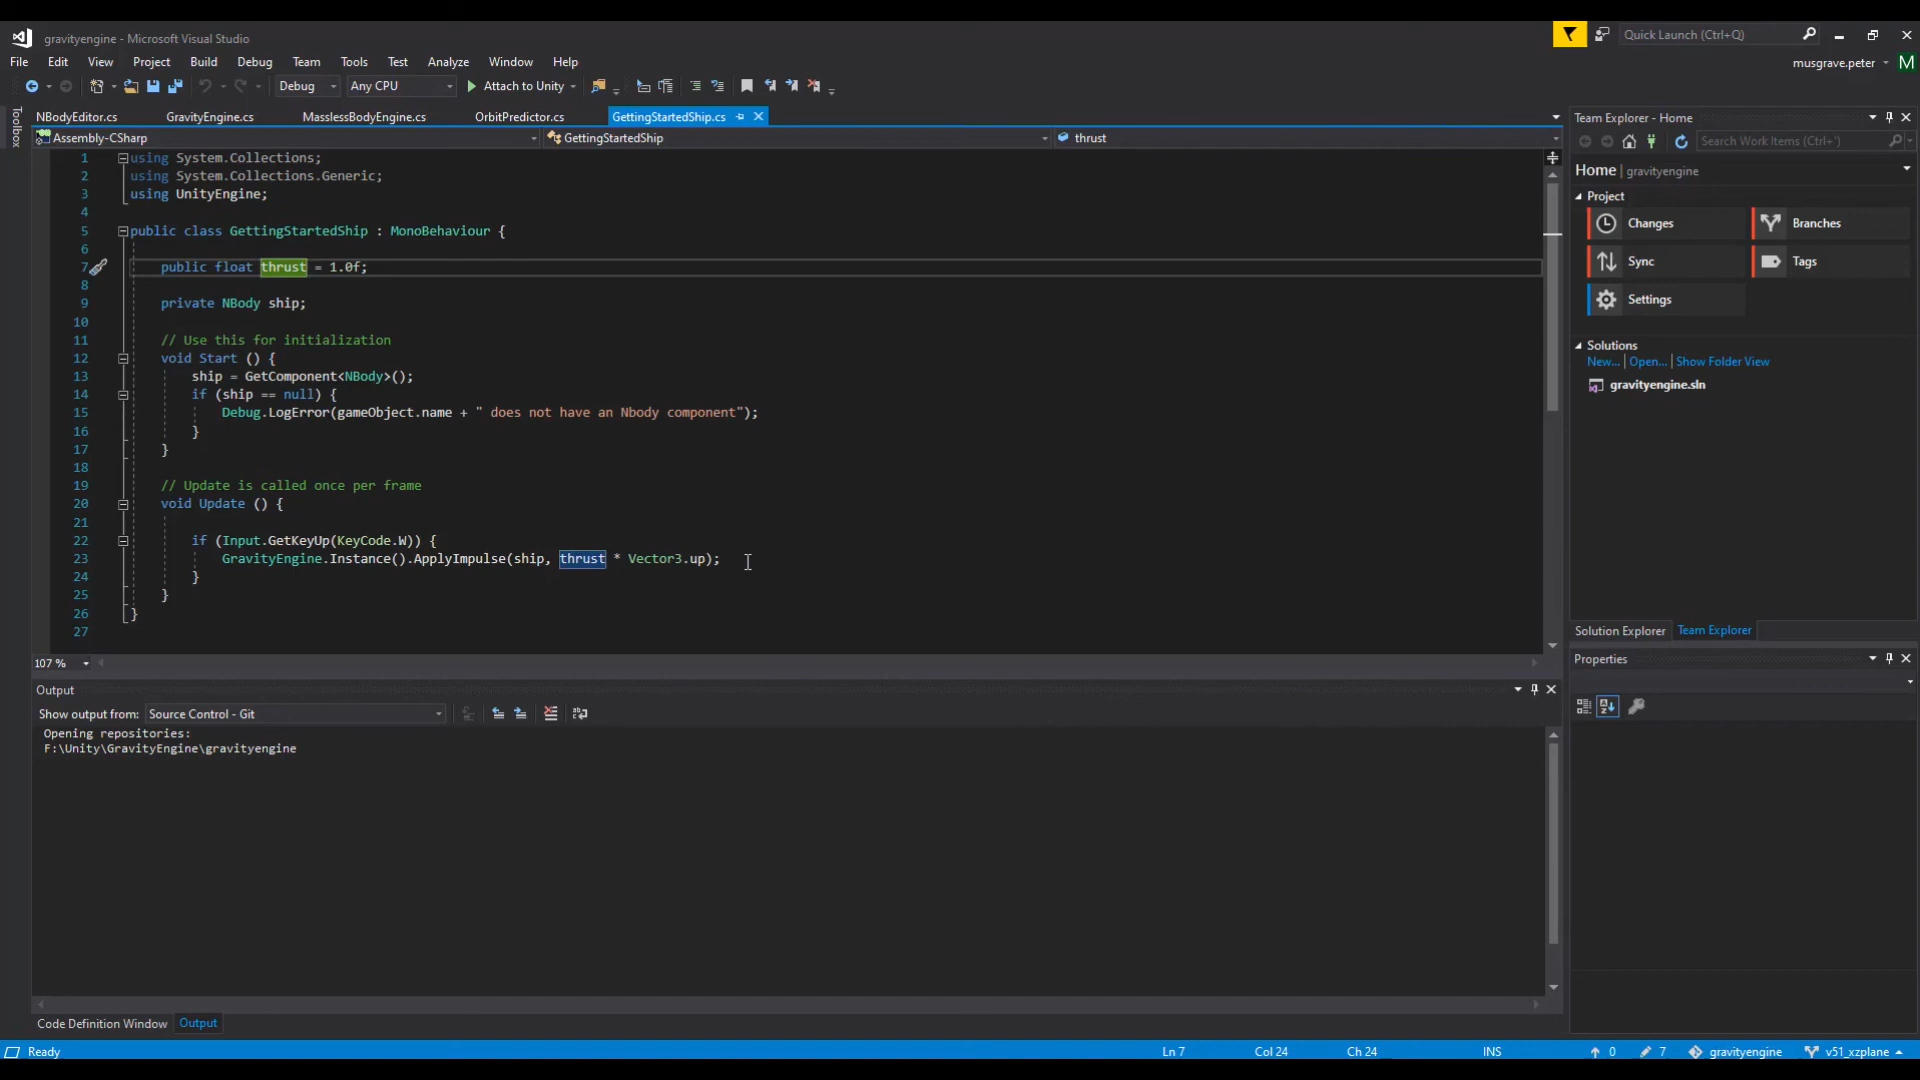 gravityengine - Microsoft Visual Studio
Quick Launch (Ctrl+Q)
File Edit View Project Build Debug Team Tools Test Analyze Window Help
musgrave.peter M
Debug Any CPU Attach to Unity
Toolbox
NBodyEditor.cs GravityEngine.cs MasslessBodyEngine.cs OrbitPredictor.cs GettingStartedShip.cs
Assembly-CSharp GettingStartedShip thrust
1 using System.Collections;
2 using System.Collections.Generic;
3 using UnityEngine;
4
5 public class GettingStartedShip : MonoBehaviour {
6
7 public float thrust = 1.0f;
8
9 private NBody ship;
10
11 // Use this for initialization
12 void Start () {
13 ship = GetComponent<NBody>();
14 if (ship == null) {
15 Debug.LogError(gameObject.name + " does not have an Nbody component");
16 }
17 }
18
19 // Update is called once per frame
20 void Update () {
21
22 if (Input.GetKeyUp(KeyCode.W)) {
23 GravityEngine.Instance().ApplyImpulse(ship, thrust * Vector3.up);
24 }
25 }
26 }
27
107 %
Output
Show output from: Source Control - Git
Opening repositories:
F:\Unity\GravityEngine\gravityengine
Code Definition Window Output
Team Explorer - Home
Search Work Items (Ctrl+')
Home | gravityengine
Project
Changes Branches
Sync Tags
Settings
Solutions
New... | Open... | Show Folder View
gravityengine.sln
Solution Explorer Team Explorer
Properties
Ready Ln 7 Col 24 Ch 24 INS 0 7 gravityengine v51_xzplane